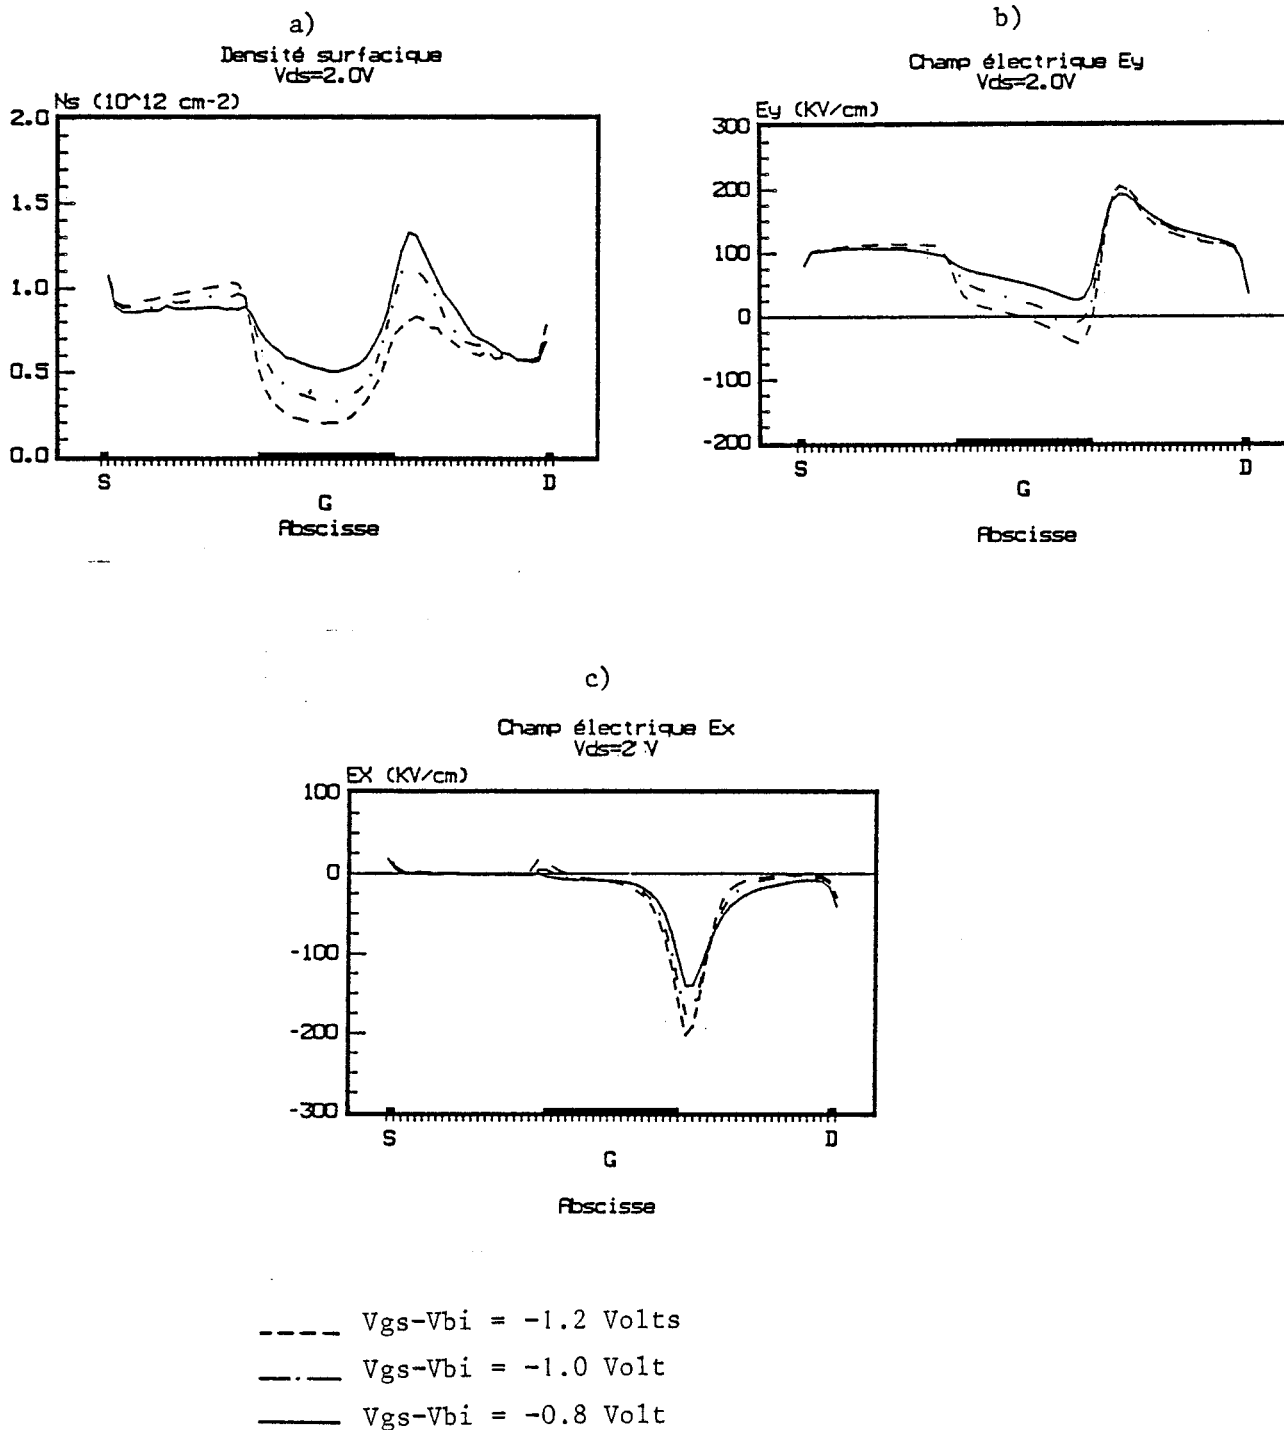 a)
Densité surfacique
Vds=2.0V
Ns (10^12 cm-2)
2.0
1.5
1.0
0.5
0.0
S
D
G
Abscisse
b)
Champ électrique Ey
Vds=2.0V
Ey (KV/cm)
300
200
100
0
-100
-200
S
D
G
Abscisse
c)
Champ électrique Ex
Vds=2 V
EX (KV/cm)
100
0
-100
-200
-300
S
D
G
Abscisse
Vgs-Vbi = -1.2 Volts
Vgs-Vbi = -1.0 Volt
Vgs-Vbi = -0.8 Volt